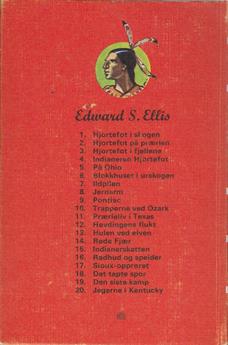 Edward S. Ellis
1. Hjortefot i skogen
2. Hjortefot på prærien
3. Hjortefot i fjellene
4. Indianeren Hjortefot
5. På Ohio
6. Blokkhuset i urskogen
7. Ildpilen
8.
9. Pontiac
10. Trapperne ved Ozark
11. Prærieliv i Texas
12. Høvdingens flukt
13. Hulen ved elven
14. Røde Fjær
15. Indianerskatten
16. Rødhud og speider
17. Sioux-opprøret
18. Det tapte spor
19. Den siste kamp
20. Jegerne i Kentucky